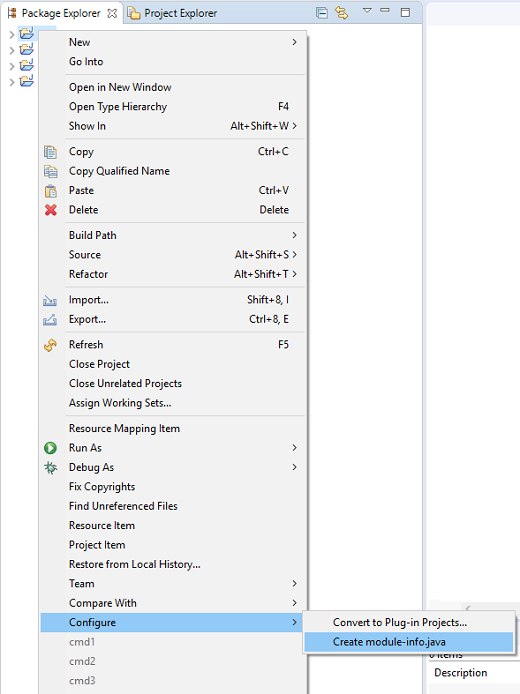 Package Explorer Project Explorer
New
Go Into
Open in New Window
Open Type Hierarchy F4
Show In Alt+Shift+W
Copy Ctrl+C
Copy Qualified Name
Paste Ctrl+V
Delete Delete
Build Path
Source Alt+Shift+S
Refactor Alt+Shift+T
Import... Shift+8, I
Export... Ctrl+8, E
Refresh F5
Close Project
Close Unrelated Projects
Assign Working Sets...
Resource Mapping Item
Run As
Debug As
Fix Copyrights
Find Unreferenced Files
Resource Item
Project Item
Restore from Local History...
Team
Compare With
Configure
Convert to Plug-in Projects...
Create module-info.java
cmd1
cmd2
cmd3
0 items
Description